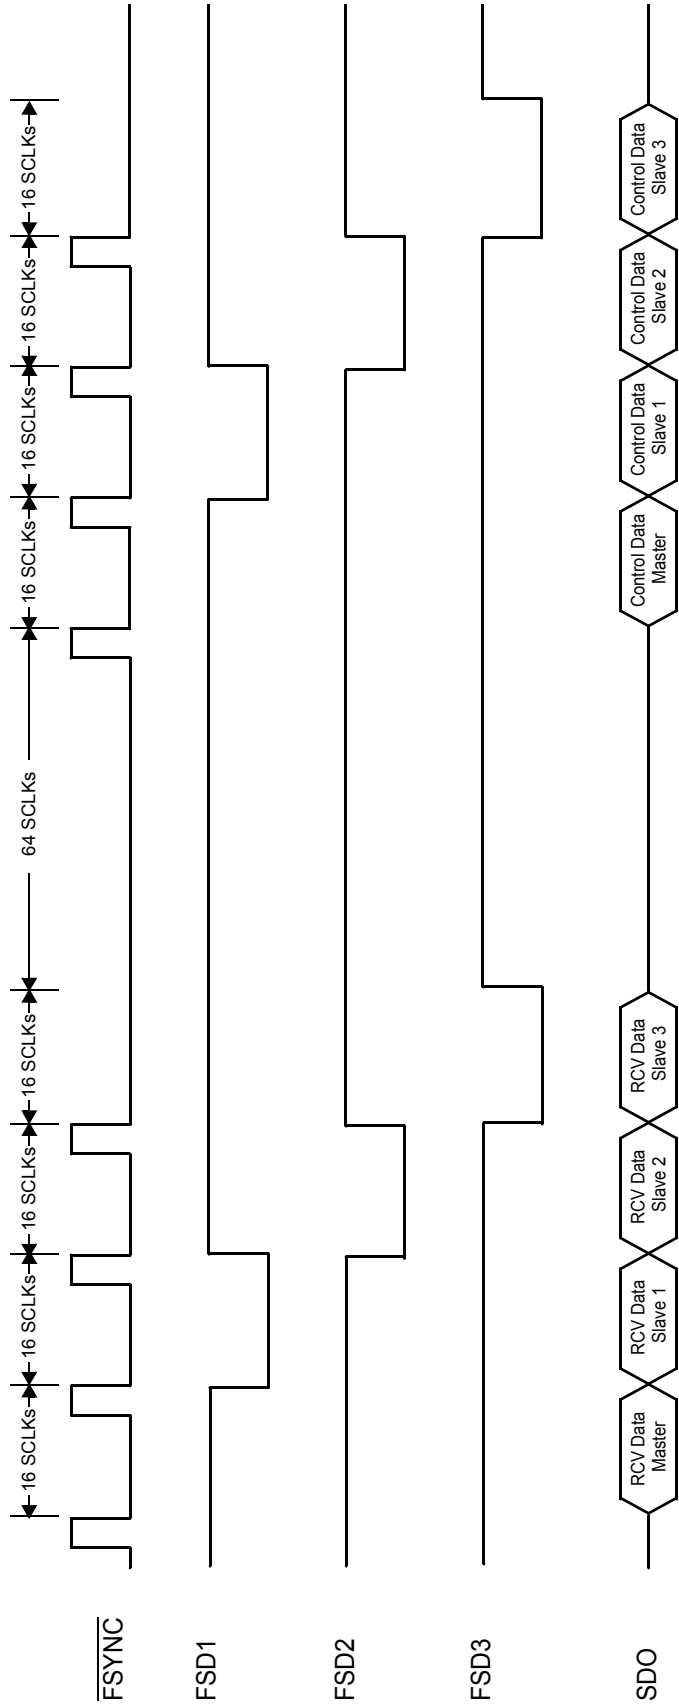 16 SCLKs
16 SCLKs
16 SCLKs
16 SCLKs
64 SCLKs
16 SCLKs
16 SCLKs
16 SCLKs
16 SCLKs
FSYNC
FSD1
FSD2
FSD3
SDO
RCV Data
Master
RCV Data
Slave 1
RCV Data
Slave 2
RCV Data
Slave 3
Control Data
Master
Control Data
Slave 1
Control Data
Slave 2
Control Data
Slave 3